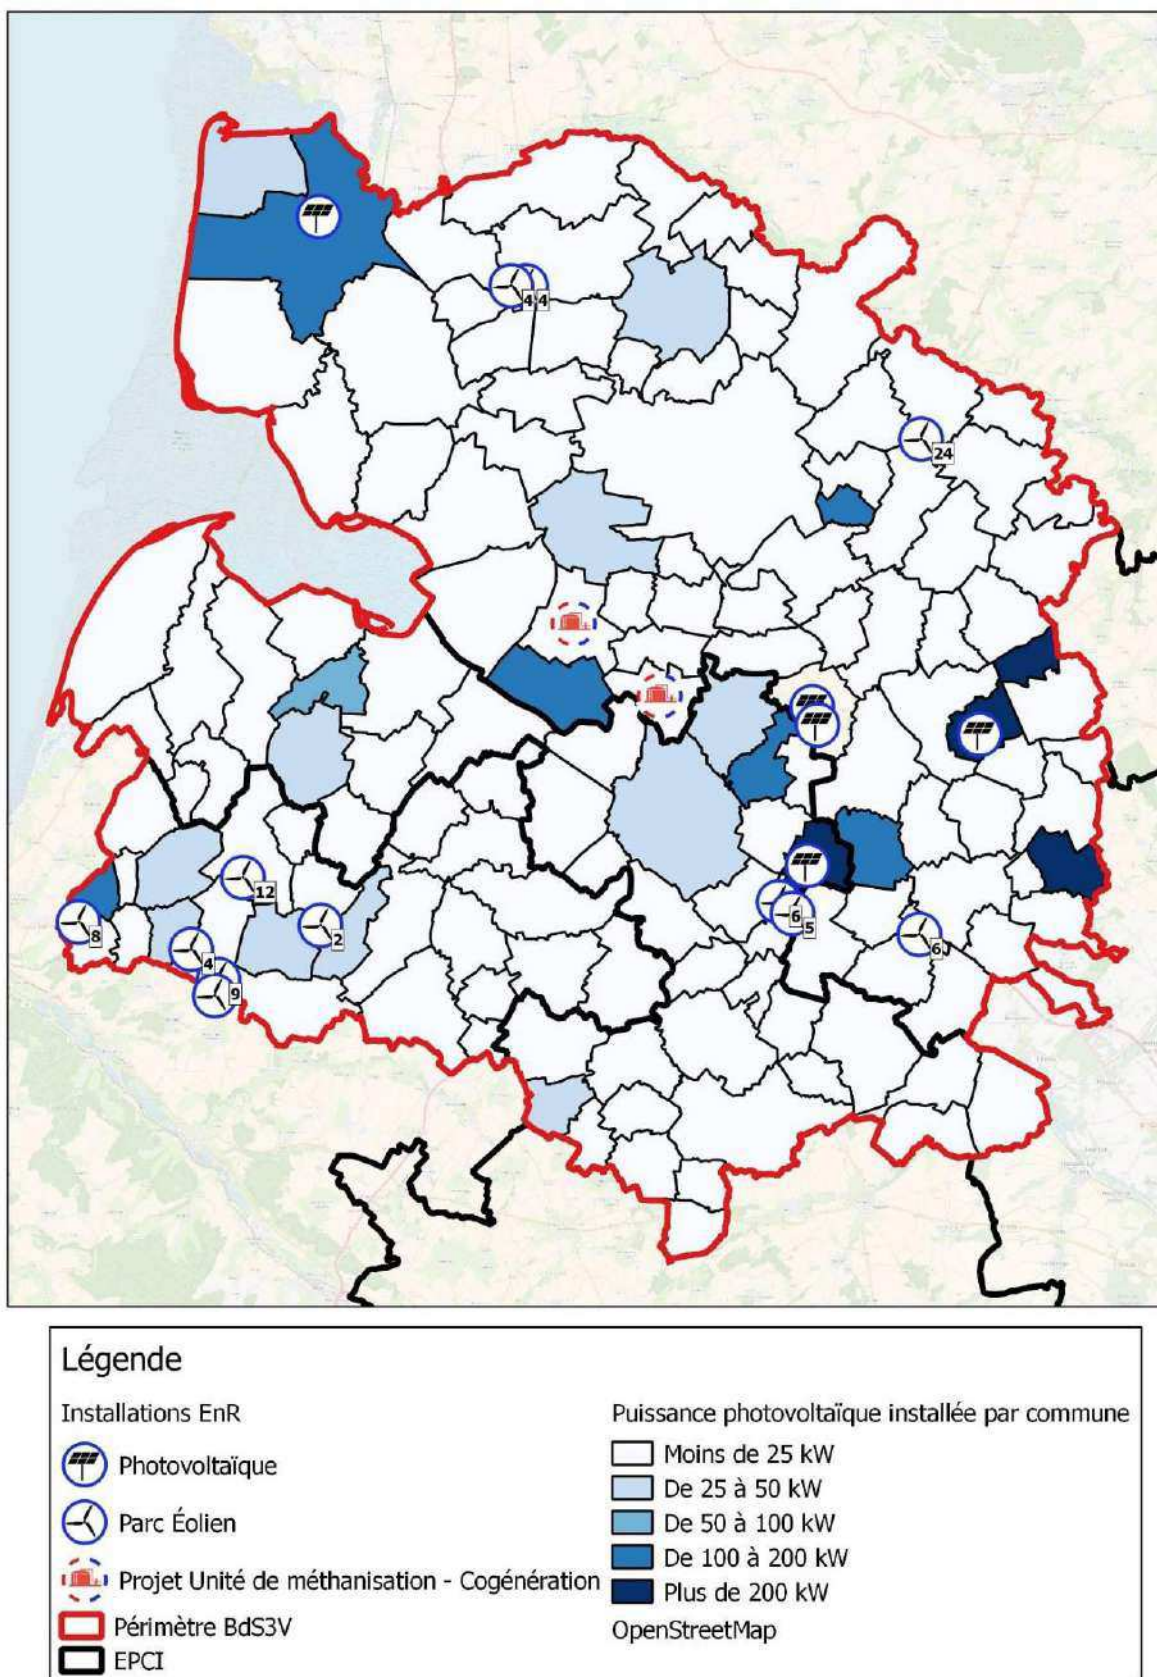 4
4
24
12
8
2
4
9
6
5
6
Légende
Installations EnR
Photovoltaïque
Parc Éolien
Projet Unité de méthanisation - Cogénération
Périmètre BdS3V
EPCI
Puissance photovoltaïque installée par commune
Moins de 25 kW
De 25 à 50 kW
De 50 à 100 kW
De 100 à 200 kW
Plus de 200 kW
OpenStreetMap